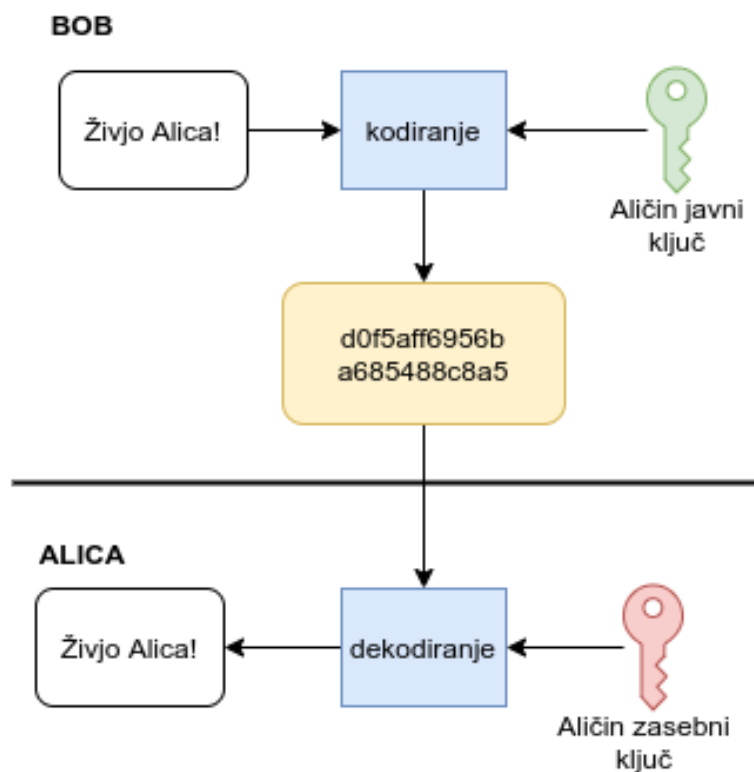 BOB
Živjo Alica!
kodiranje
Aličin javni
ključ
d0f5aff6956b
a685488c8a5
ALICA
Živjo Alica!
dekodiranje
Aličin zasebni
ključ